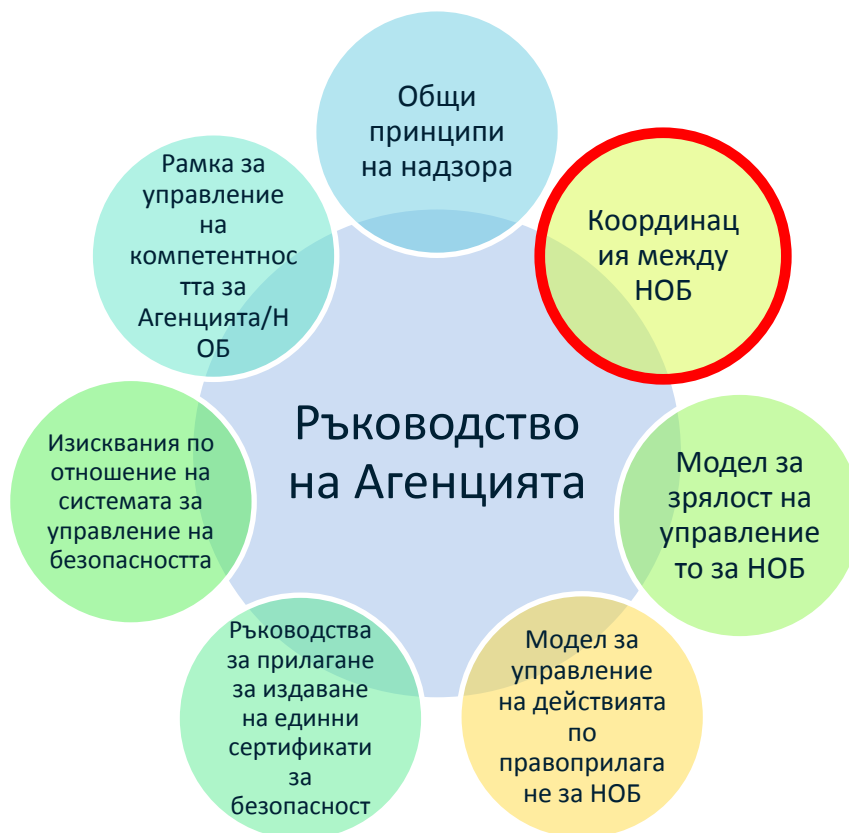 Общи
принципи
на надзора
Координац
ия между
НОБ
Модел за
зрялост на
управление
то за НОБ
Модел за
управление
на действията
по
правоприлага
не за НОБ
Ръководства
за прилагане
за издаване
на единни
сертификати
за
безопасност
Изисквания по
отношение на
системата за
управление на
безопасността
Рамка за
управление
на
компетентнос
тта за
Агенцията/Н
ОБ
Ръководство
на Агенцията